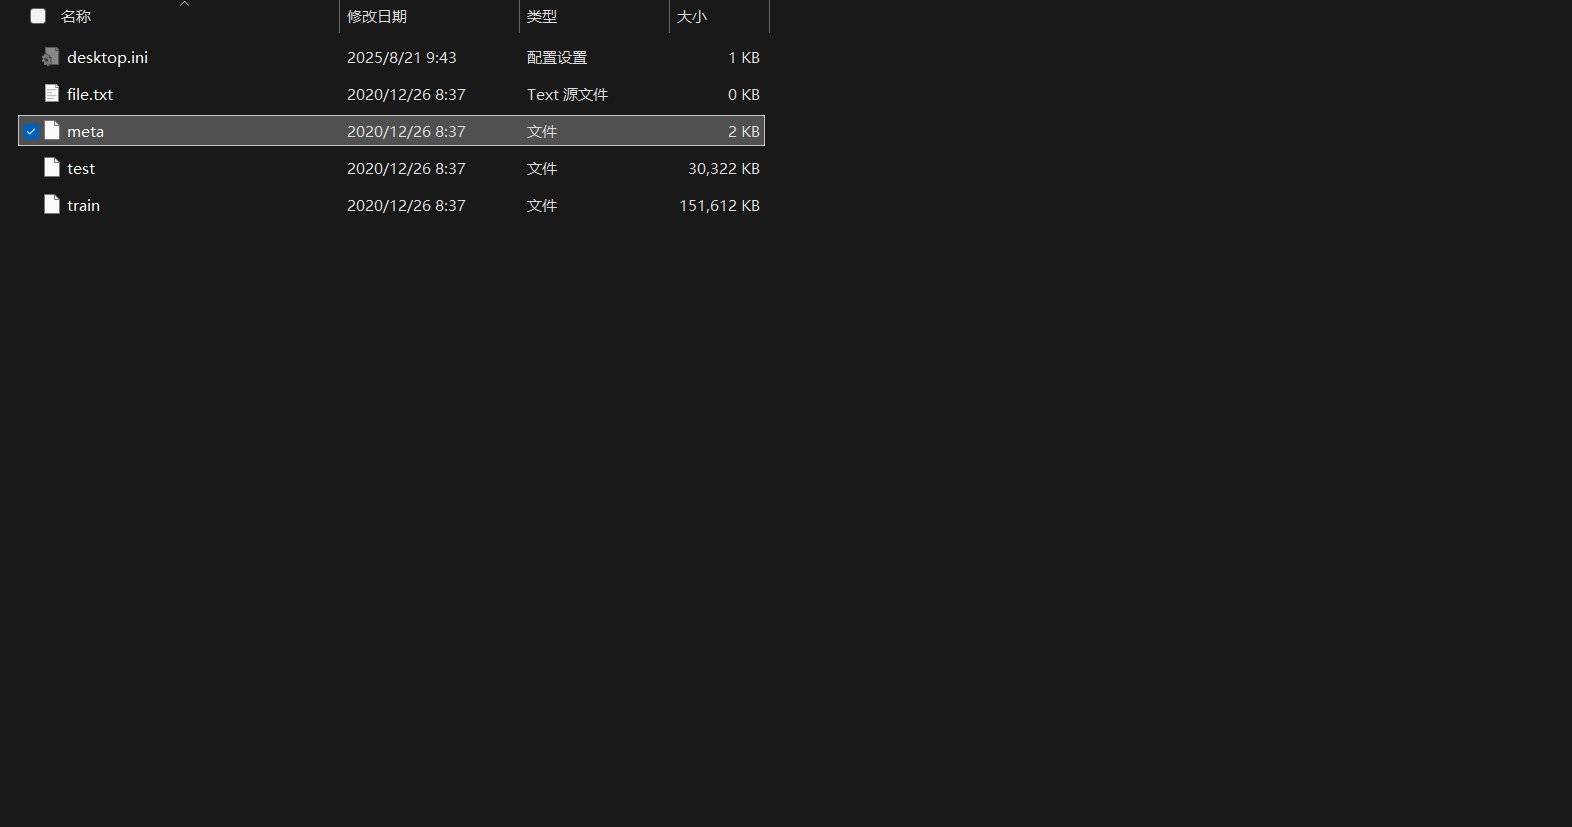 名称 修改日期 类型 大小
desktop.ini 2025/8/21 9:43 配置设置 1 KB
file.txt 2020/12/26 8:37 Text 源文件 0 KB
meta 2020/12/26 8:37 文件 2 KB
test 2020/12/26 8:37 文件 30,322 KB
train 2020/12/26 8:37 文件 151,612 KB